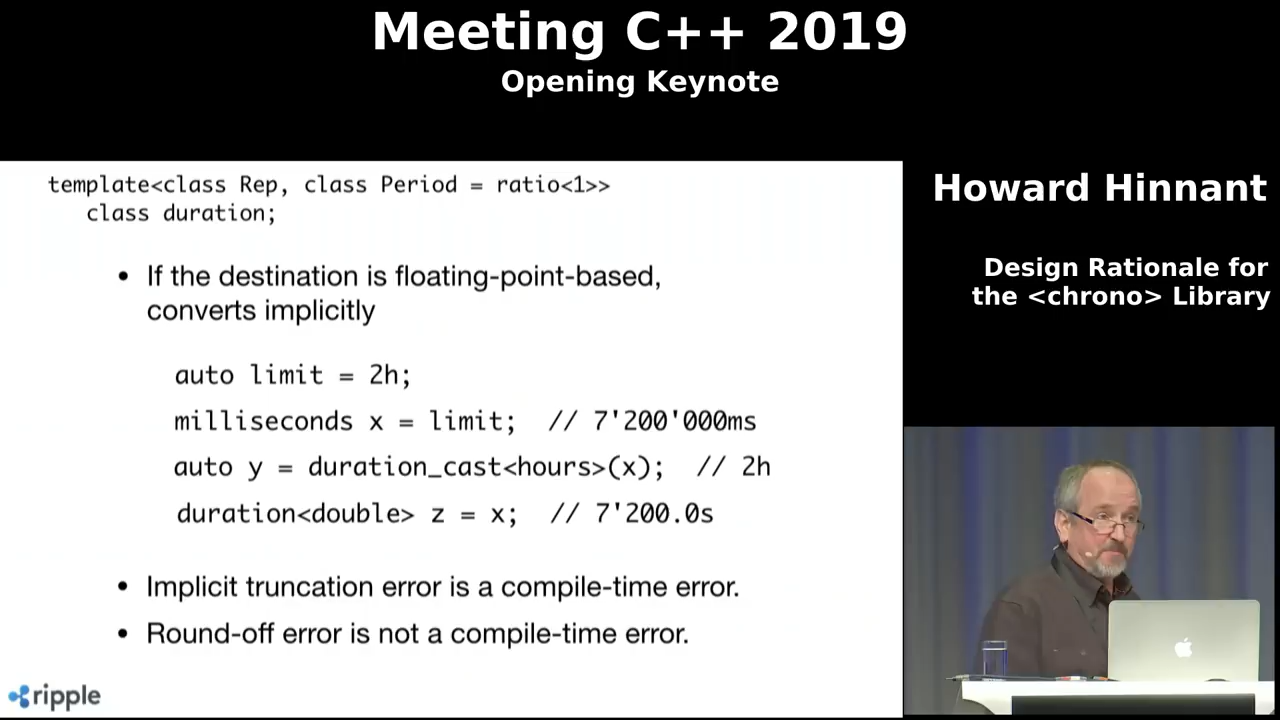 Meeting C++ 2019
Opening Keynote
template<class Rep, class Period = ratio<1>>
class duration;
• If the destination is floating-point-based,
converts implicitly
auto limit = 2h;
milliseconds x = limit; // 7'200'000ms
auto y = duration_cast<hours>(x); // 2h
duration<double> z = x; // 7'200.0s
• Implicit truncation error is a compile-time error.
• Round-off error is not a compile-time error.
ripple
Howard Hinnant
Design Rationale for
the <chrono> Library